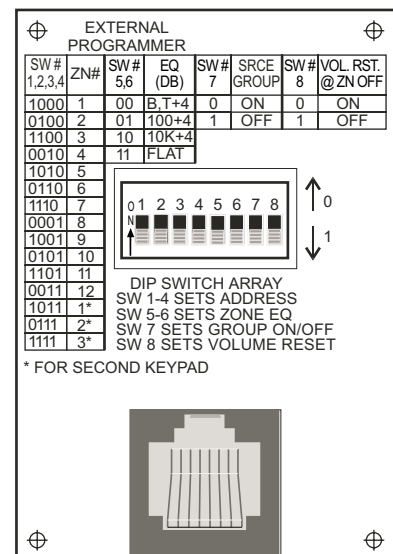 EXTERNAL
PROGRAMMER
SW # 1,2,3,4 ZN# SW # 5,6 EQ (DB) SW # 7 SRCE GROUP SW # 8 VOL. RST. @ ZN OFF
1000 1 00 B,T+4 0 ON 0 ON
0100 2 01 100+4 1 OFF 1 OFF
1100 3 10 10K+4
0010 4 11 FLAT
1010 5
0110 6
1110 7
0001 8
1001 9
0101 10
1101 11
0011 12
1011 1*
0111 2*
1111 3*
O N 1 2 3 4 5 6 7 8
0
1
DIP SWITCH ARRAY
SW 1-4 SETS ADDRESS
SW 5-6 SETS ZONE EQ
SW 7 SETS GROUP ON/OFF
SW 8 SETS VOLUME RESET
* FOR SECOND KEYPAD